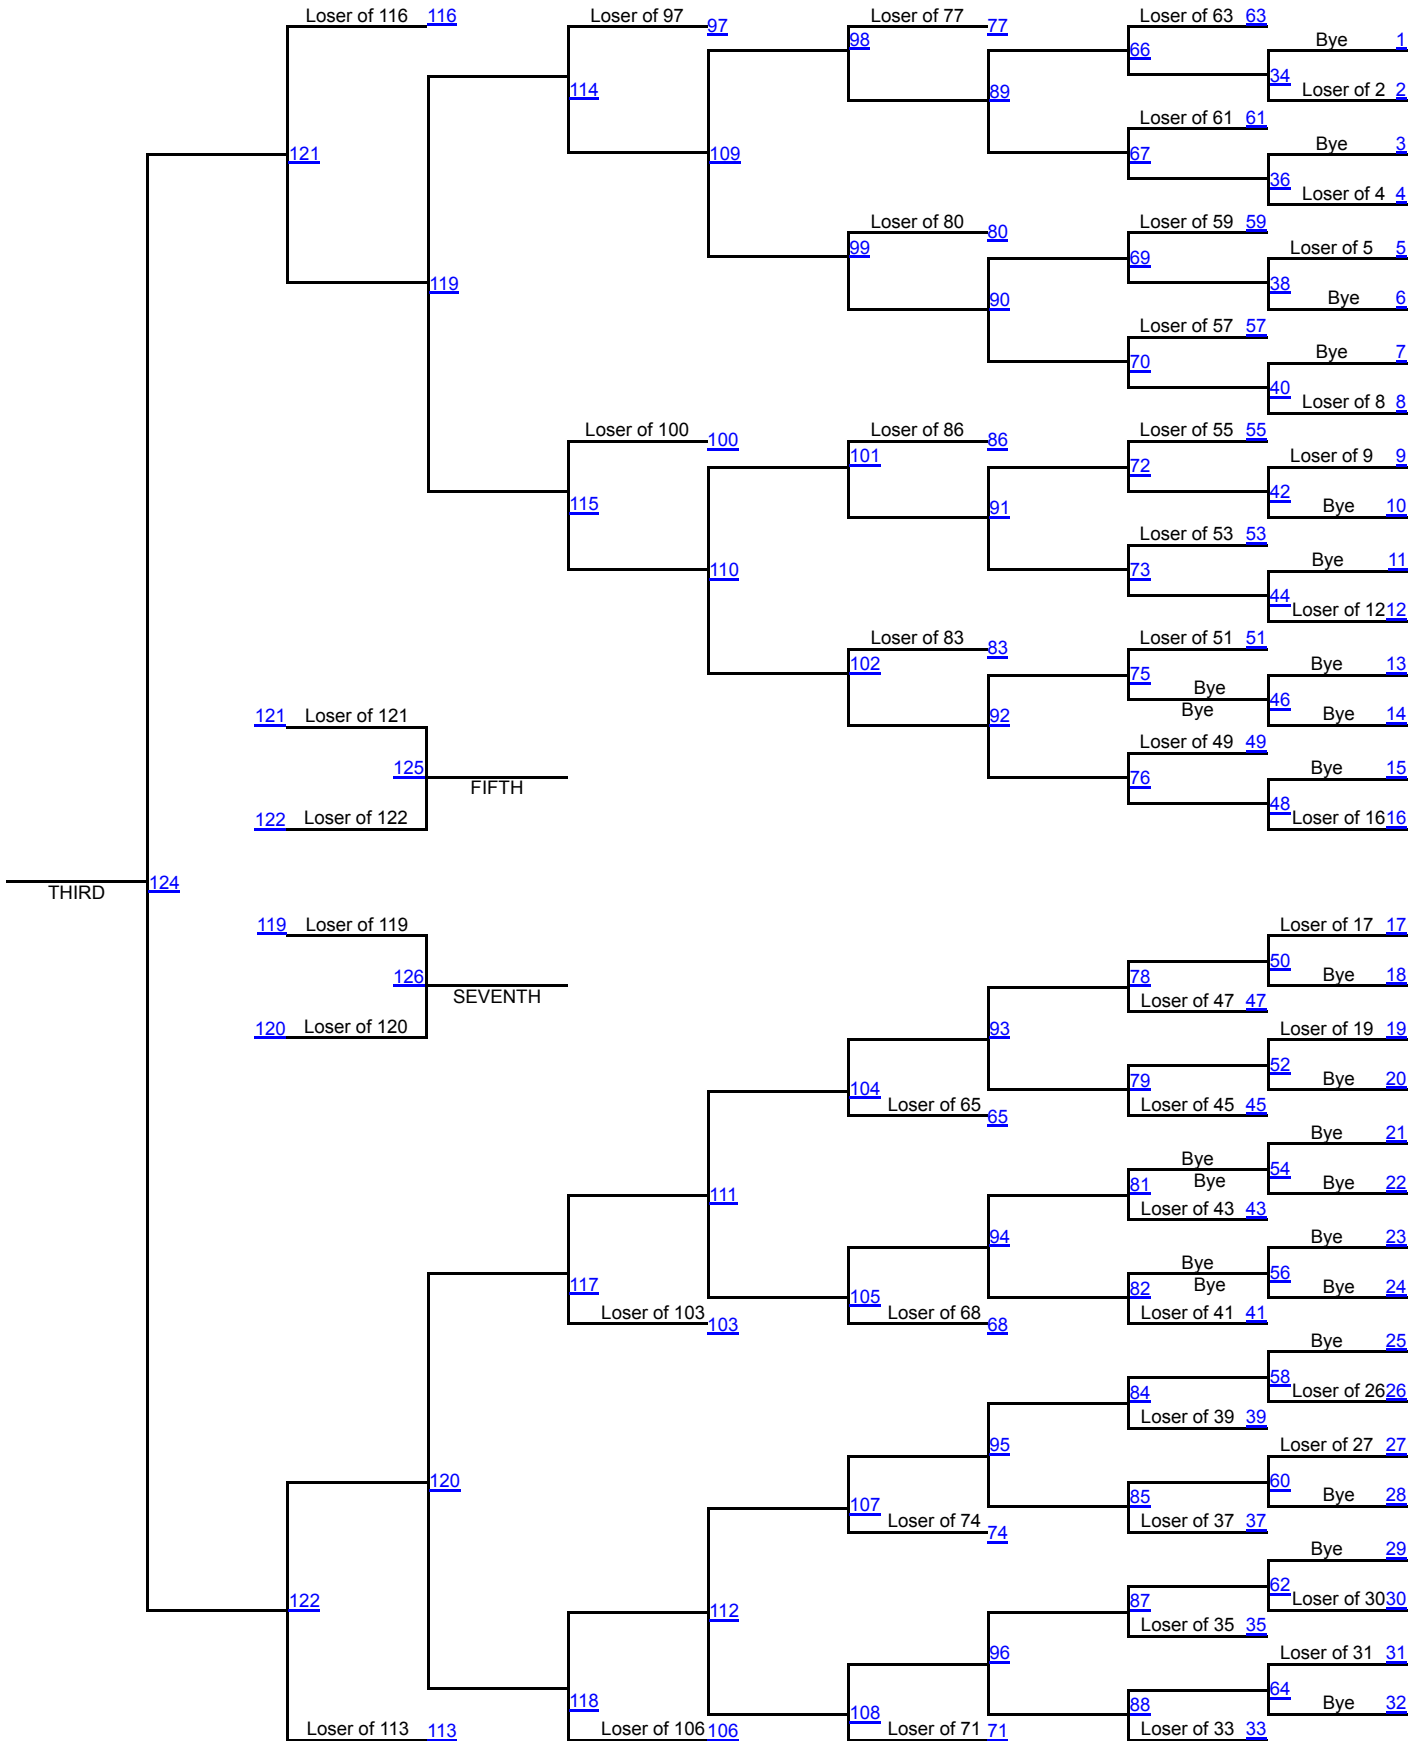 Loser of 116 116 Loser of 97 97 Loser of 77 77 Loser of 63 63
98 66 Bye 1
114 89 34 Loser of 2 2
Loser of 61 61
121 109 67 Bye 3
36 Loser of 4 4
Loser of 80 80 Loser of 59 59
99 69 Loser of 5 5
119 90 38 Bye 6
Loser of 57 57
70 Bye 7
40 Loser of 8 8
Loser of 100 100 Loser of 86 86 Loser of 55 55
101 72 Loser of 9 9
115 91 42 Bye 10
Loser of 53 53
110 73 Bye 11
44 Loser of 12 12
Loser of 83 83 Loser of 51 51
102 75 Bye 13
Bye 46
121 Loser of 121 92 Bye Bye 14
Loser of 49 49
125 FIFTH 76 Bye 15
122 Loser of 122 48 Loser of 16 16
THIRD 124
119 Loser of 119 Loser of 17 17
126 78 50 Bye 18
SEVENTH Loser of 47 47
120 Loser of 120 93 Loser of 19 19
104 79 52 Bye 20
Loser of 65 65 Loser of 45 45
Bye 21
Bye 54
111 81 Bye Bye 22
Loser of 43 43
94 Bye 23
Bye 56
117 105 82 Bye Bye 24
Loser of 103 103 Loser of 68 68 Loser of 41 41
Bye 25
84 58 Loser of 26 26
Loser of 39 39
95 Loser of 27 27
120 107 85 60 Bye 28
Loser of 74 74 Loser of 37 37
Bye 29
122 112 87 62 Loser of 30 30
Loser of 35 35
96 Loser of 31 31
118 108 88 64 Bye 32
Loser of 113 113 Loser of 106 106 Loser of 71 71 Loser of 33 33